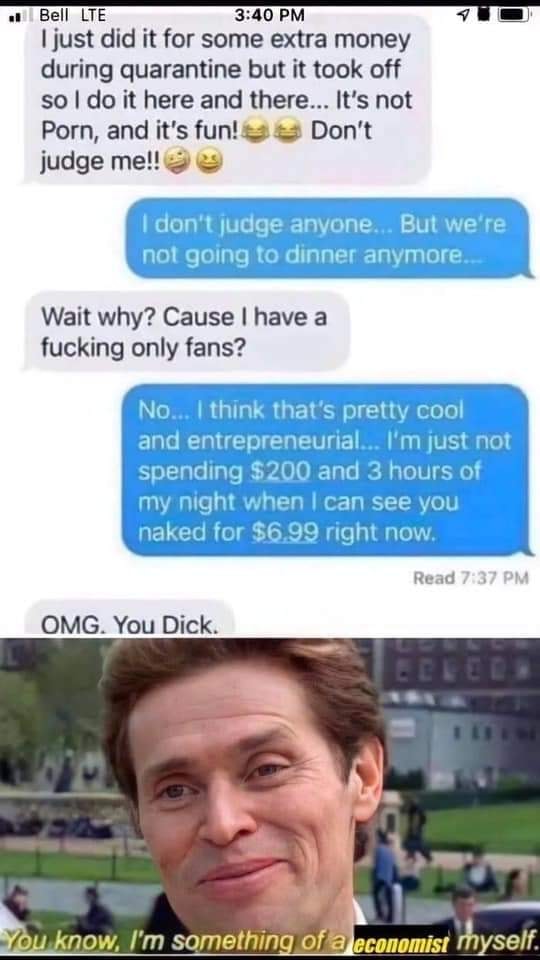 Bell LTE 3:40 PM
I just did it for some extra money
during quarantine but it took off
so I do it here and there... It's not
Porn, and it's fun!😂😂 Don't
judge me!!🤪😆
I don't judge anyone... But we're
not going to dinner anymore...
Wait why? Cause I have a
fucking only fans?
No... I think that's pretty cool
and entrepreneurial... I'm just not
spending $200 and 3 hours of
my night when I can see you
naked for $6.99 right now.
Read 7:37 PM
OMG. You Dick.
You know, I'm something of a economist myself.